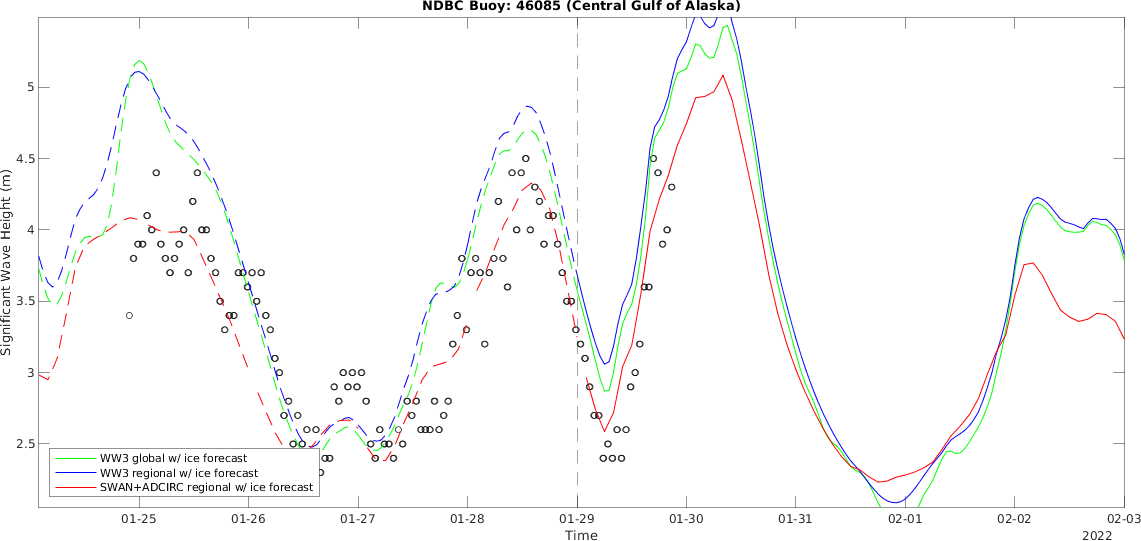 NDBC Buoy: 46085 (Central Gulf of Alaska)
Significant Wave Height (m)
5
4.5
4
3.5
3
2.5
WW3 global w/ ice forecast
WW3 regional w/ ice forecast
SWAN+ADCIRC regional w/ ice forecast
01-25 01-26 01-27 01-28 01-29 01-30 01-31 02-01 02-02 02-03
Time
2022